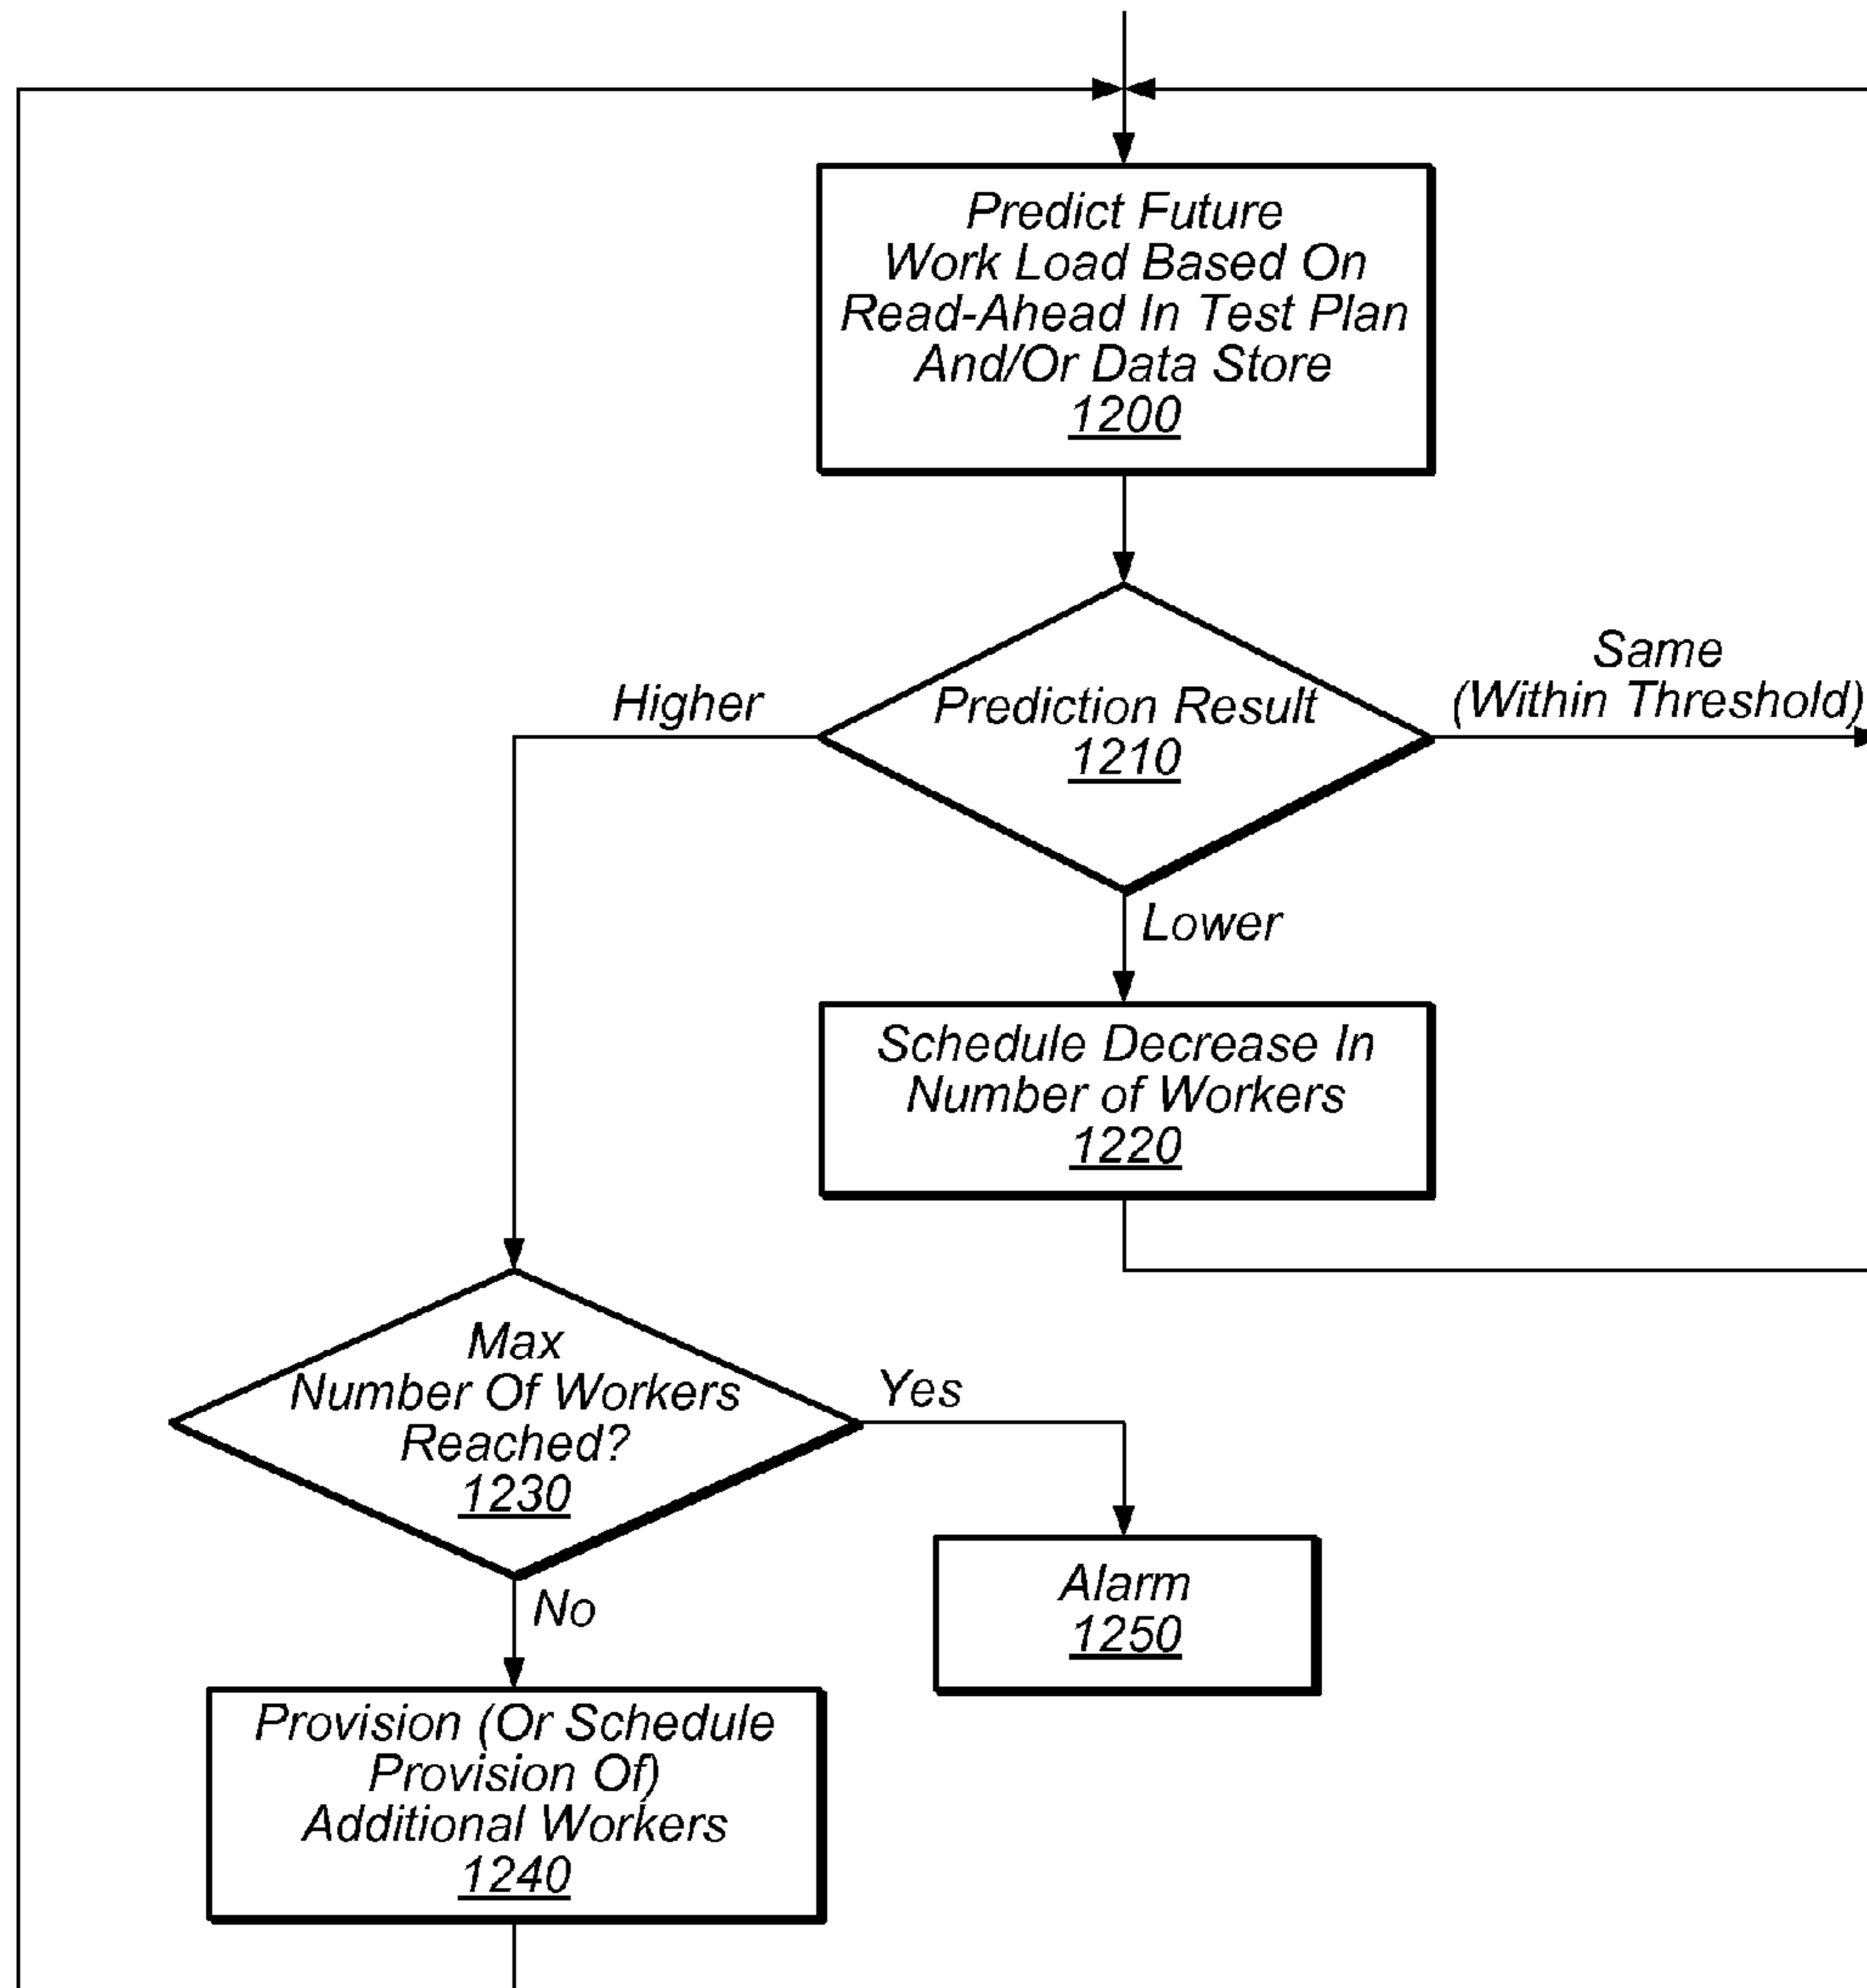 Predict Future
Work Load Based On
Read-Ahead In Test Plan
And/Or Data Store
1200
Same
(Within Threshold)
Higher
Prediction Result
1210
Lower
Schedule Decrease In
Number of Workers
1220
Max
Number Of Workers
Reached?
1230
Yes
No
Alarm
1250
Provision (Or Schedule
Provision Of)
Additional Workers
1240